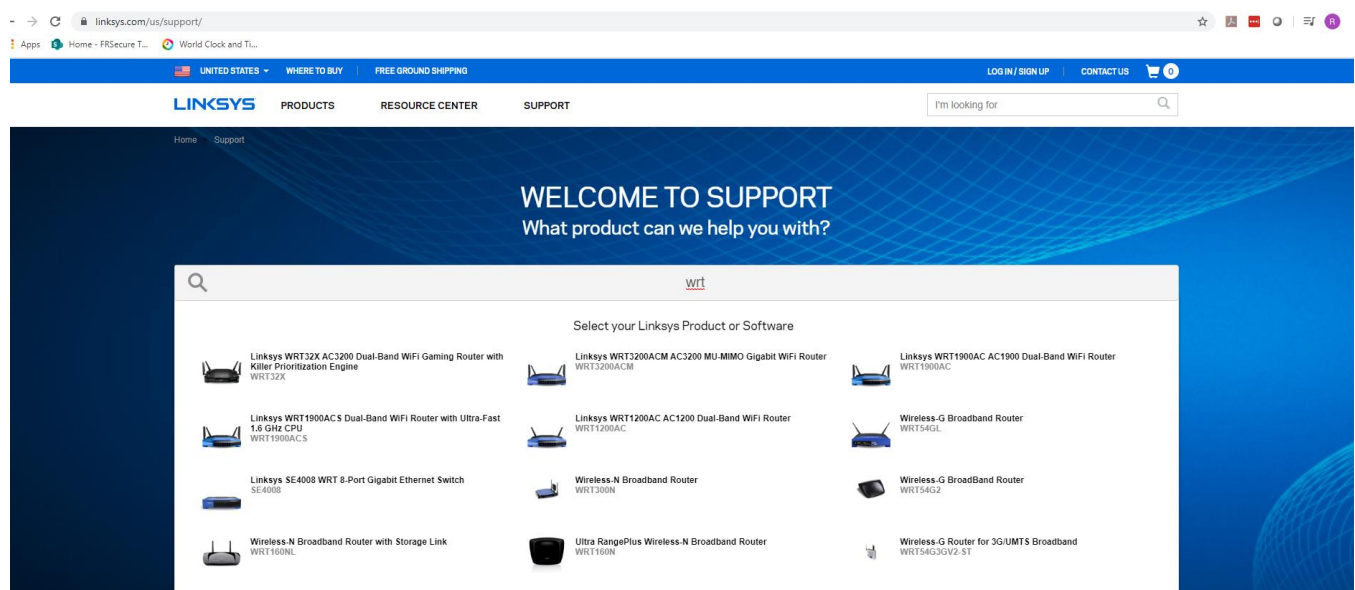 linksys.com/us/support/
Apps Home - FRSecure T... World Clock and Ti...
UNITED STATES WHERE TO BUY FREE GROUND SHIPPING LOG IN / SIGN UP CONTACT US 0
LINKSYS PRODUCTS RESOURCE CENTER SUPPORT I'm looking for
Home Support
WELCOME TO SUPPORT
What product can we help you with?
wrt
Select your Linksys Product or Software
Linksys WRT32X AC3200 Dual-Band WiFi Gaming Router with
Killer Prioritization Engine
WRT32X
Linksys WRT3200ACM AC3200 MU-MIMO Gigabit WiFi Router
WRT3200ACM
Linksys WRT1900AC AC1900 Dual-Band WiFi Router
WRT1900AC
Linksys WRT1900ACS Dual-Band WiFi Router with Ultra-Fast
1.6 GHz CPU
WRT1900ACS
Linksys WRT1200AC AC1200 Dual-Band WiFi Router
WRT1200AC
Wireless-G Broadband Router
WRT54GL
Linksys SE4008 WRT 8-Port Gigabit Ethernet Switch
SE4008
Wireless-N Broadband Router
WRT300N
Wireless-G BroadBand Router
WRT54G2
Wireless-N Broadband Router with Storage Link
WRT160NL
Ultra RangePlus Wireless-N Broadband Router
WRT160N
Wireless-G Router for 3G/UMTS Broadband
WRT54G3GV2-ST